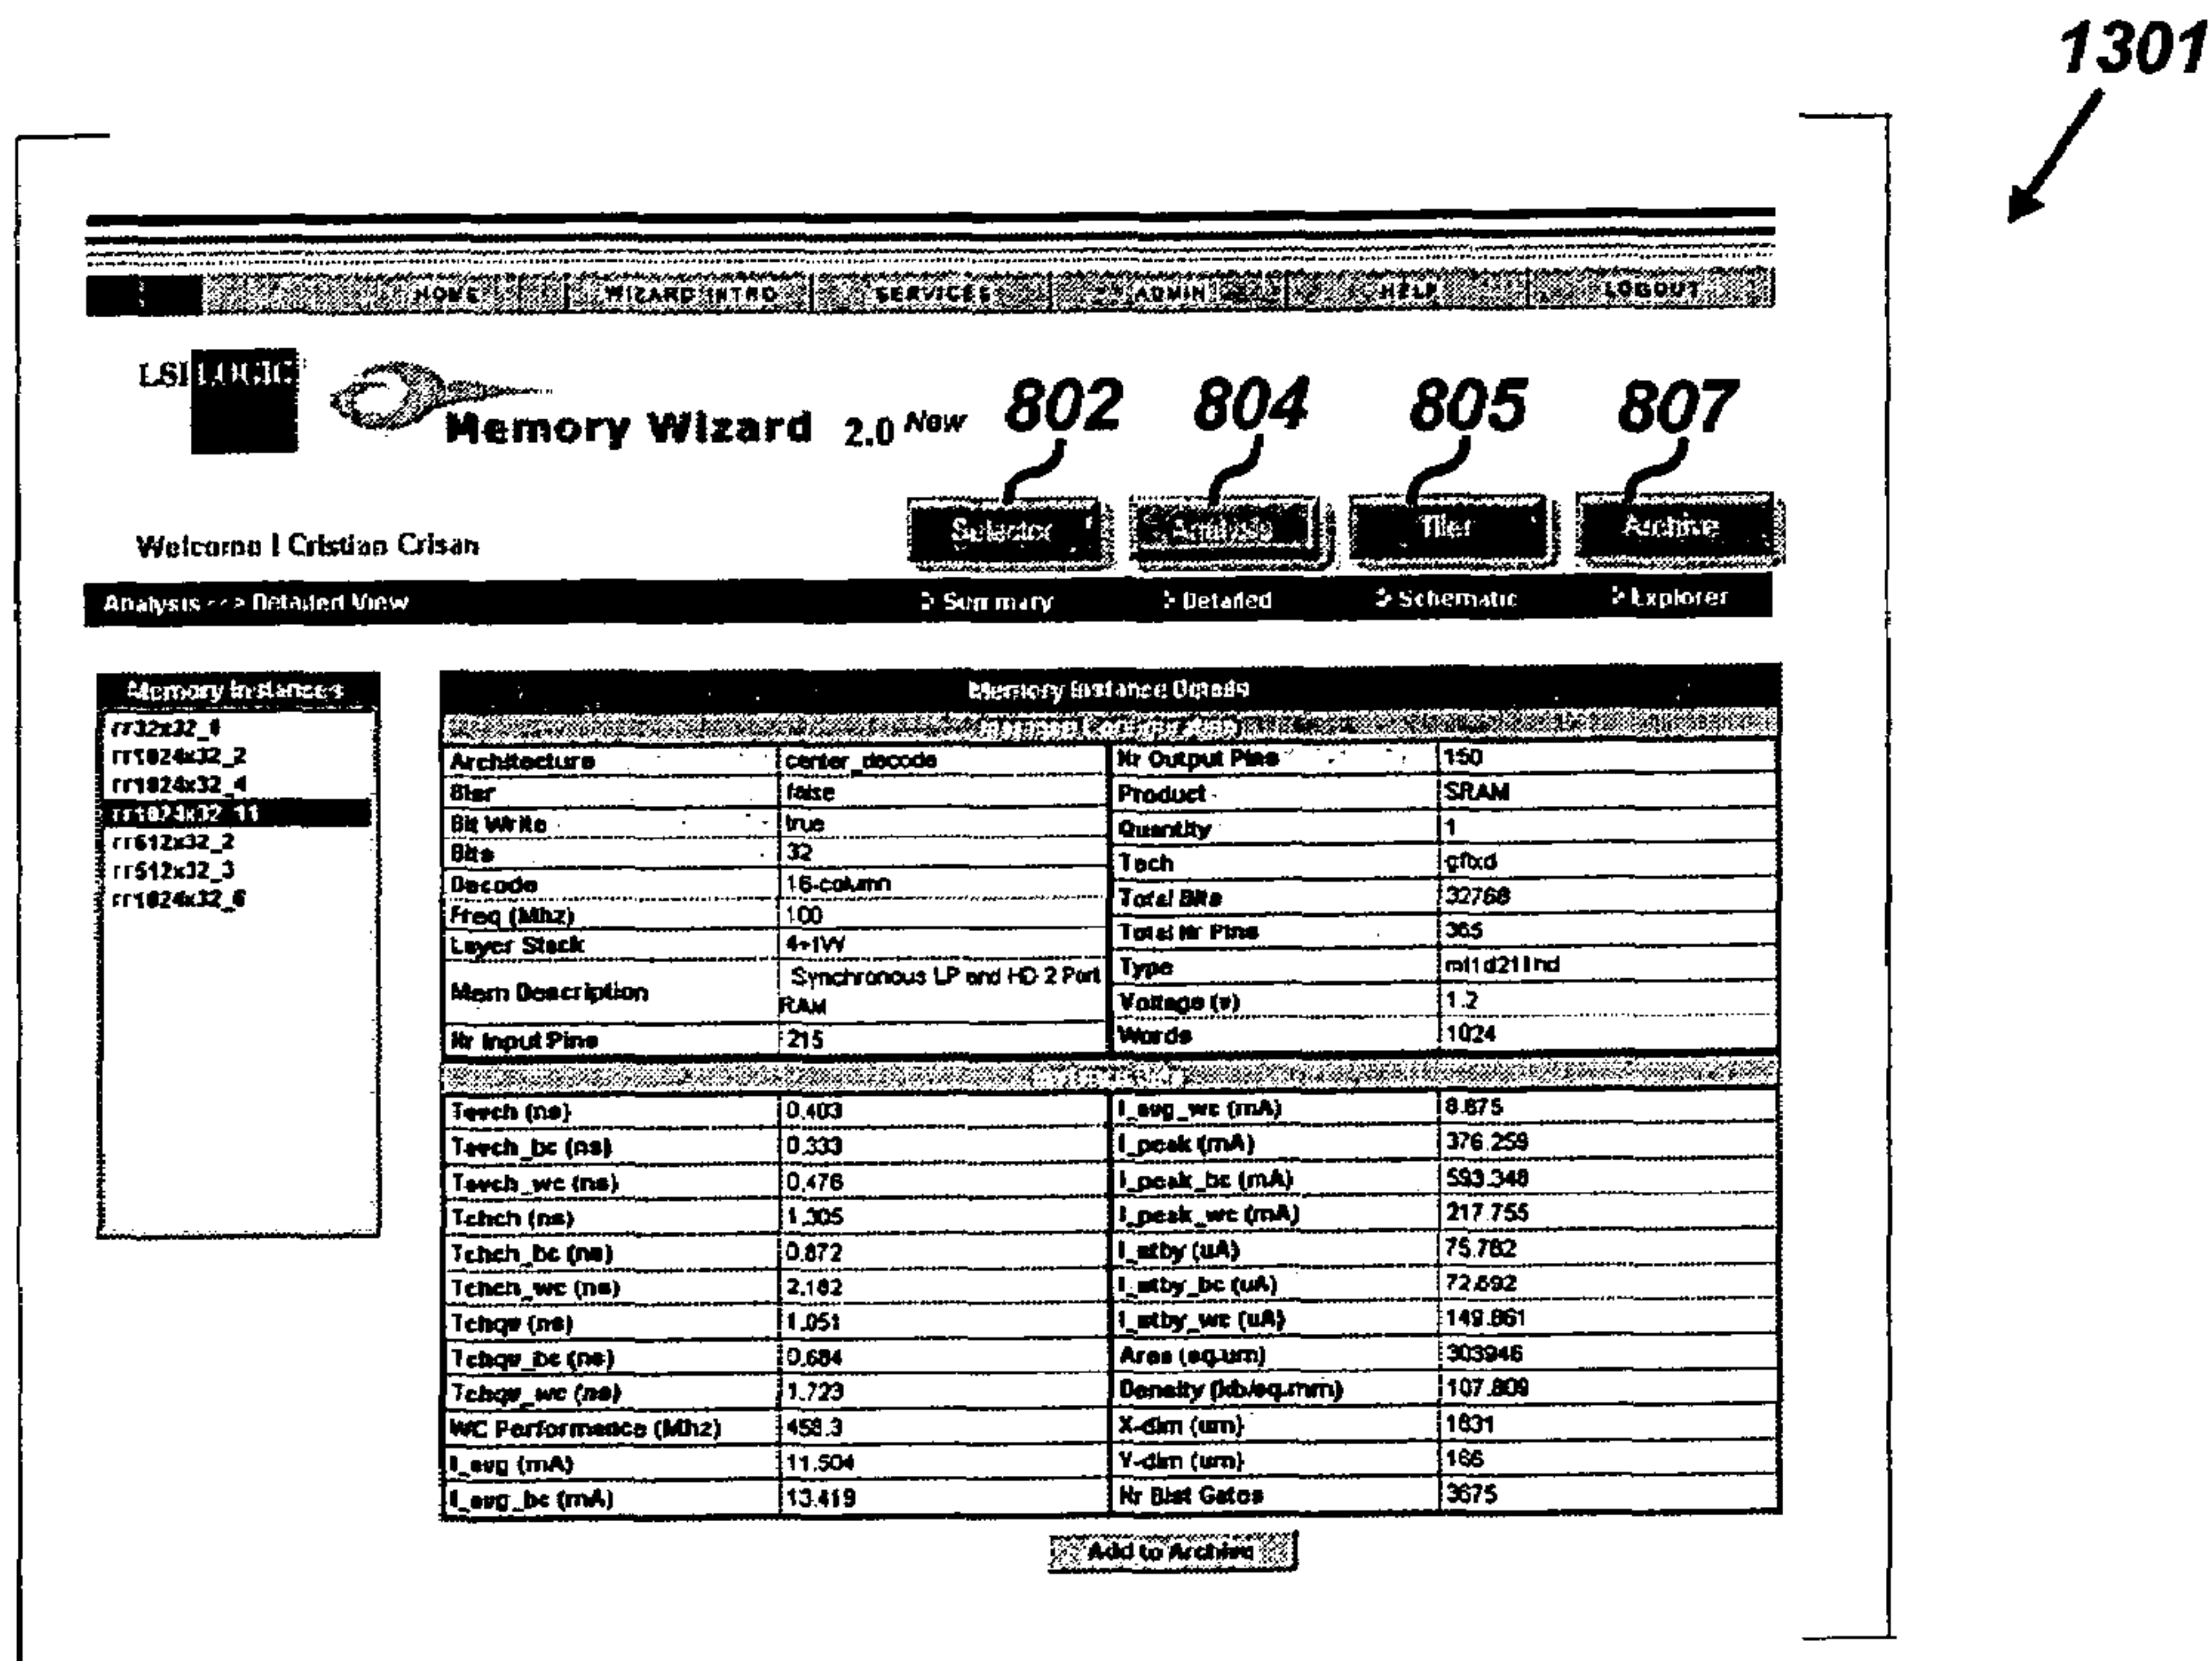 1301
HOME WIZARD INTRO SERVICES ADMIN HELP LOGOUT
LSI LOGIC
Memory Wizard 2.0 New
802 804 805 807
Selector Analysis Tiler Archive
Welcome ! Cristian Crisan
Analysis --> Detailed View > Summary > Detailed > Schematic > Explorer
Memory Instances
rr1024x32_2
rr1024x32_4
rr1024x32_11
rr512x32_2
rr512x32_3
Memory Instance Details
Architecture center_decode Nr Output Pins 150
false Product SRAM
Bit Write true Quantity 1
Bits 32 Tech gflxd
Decode 16-column Total Bits 32768
Freq (Mhz) 100 Total Nr Pins 365
Layer Stack 4+1W Type
Mem Description Synchronous LP and HD 2 Port RAM Voltage (v) 1.2
Nr Input Pins 215 Words 1024
Tavch (ns) 0.403 I_avg_wc (mA) 8.875
Tavch_bc (ns) 0.333 I_peak (mA) 376.259
Tavch_wc (ns) 0.476 I_peak_bc (mA) 593.348
Tchch (ns) 1.305 I_peak_wc (mA) 217.755
Tchch_bc (ns) 0.872 I_stby (uA) 75.782
Tchch_wc (ns) 2.182 I_stby_bc (uA) 72.692
Tchqv (ns) 1.051 I_stby_wc (uA) 149.861
Tchqv_bc (ns) 0.684 Area (sq.um) 303946
Tchqv_wc (ns) 1.723 Density (kb/sq.mm) 107.809
WC Performance (Mhz) 458.3 X-dim (um) 1831
I_avg (mA) 11.504 Y-dim (um) 166
I_avg_bc (mA) 13.419 Nr Bist Gates 3675
Add to Archive